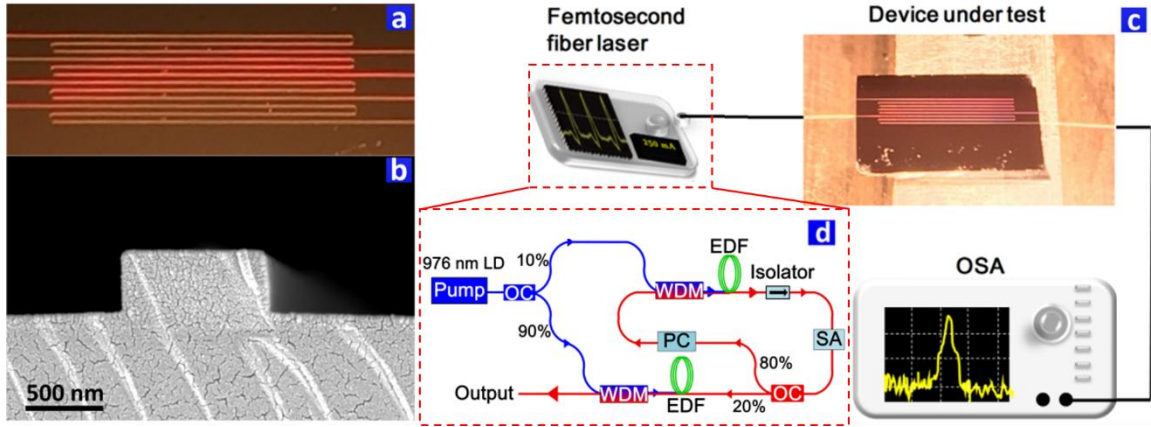 a
b
500 nm
Femtosecond
fiber laser
250 mA
Device under test
c
d
976 nm LD
Pump
OC
10%
90%
WDM
EDF
Isolator
SA
PC
80%
OC
20%
EDF
WDM
Output
OSA